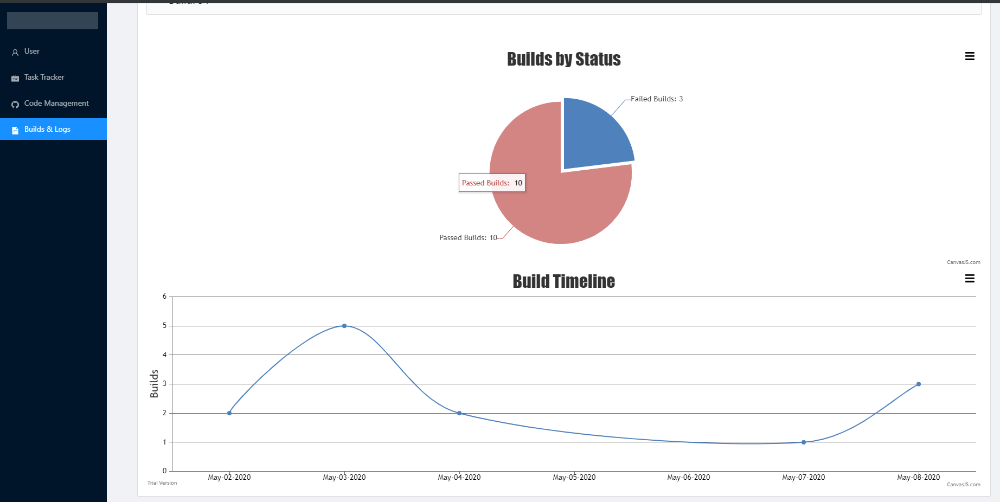 User
Task Tracker
Code Management
Builds & Logs
Builds by Status
Failed Builds: 3
Passed Builds: 10
Passed Builds: 10
CanvasJS.com
Build Timeline
6
5
4
3
2
1
0
Builds
May-02-2020
May-03-2020
May-04-2020
May-05-2020
May-06-2020
May-07-2020
May-08-2020
Trial Version
CanvasJS.com